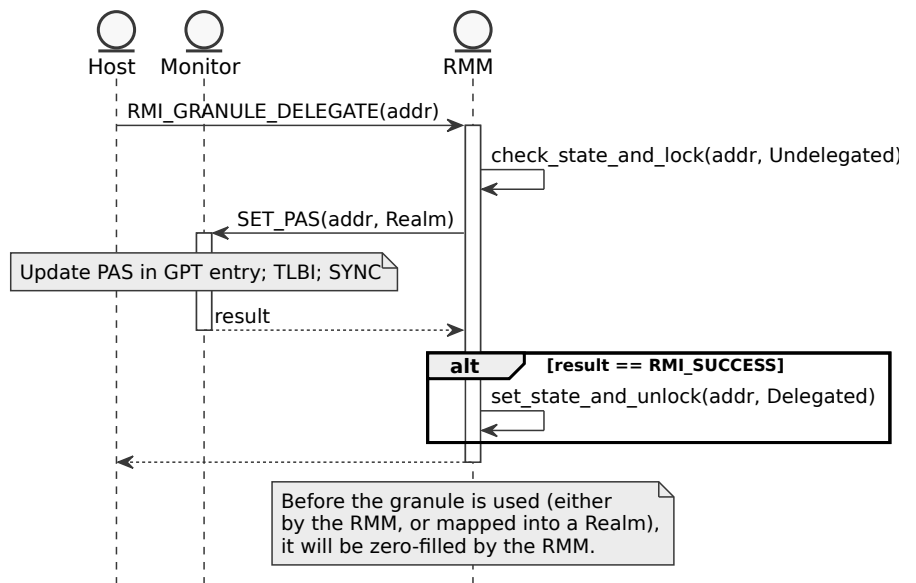 Host
Monitor
RMM
RMI_GRANULE_DELEGATE(addr)
check_state_and_lock(addr, Undelegated)
SET_PAS(addr, Realm)
Update PAS in GPT entry; TLBI; SYNC
result
alt
[result == RMI_SUCCESS]
set_state_and_unlock(addr, Delegated)
Before the granule is used (either
by the RMM, or mapped into a Realm),
it will be zero-filled by the RMM.